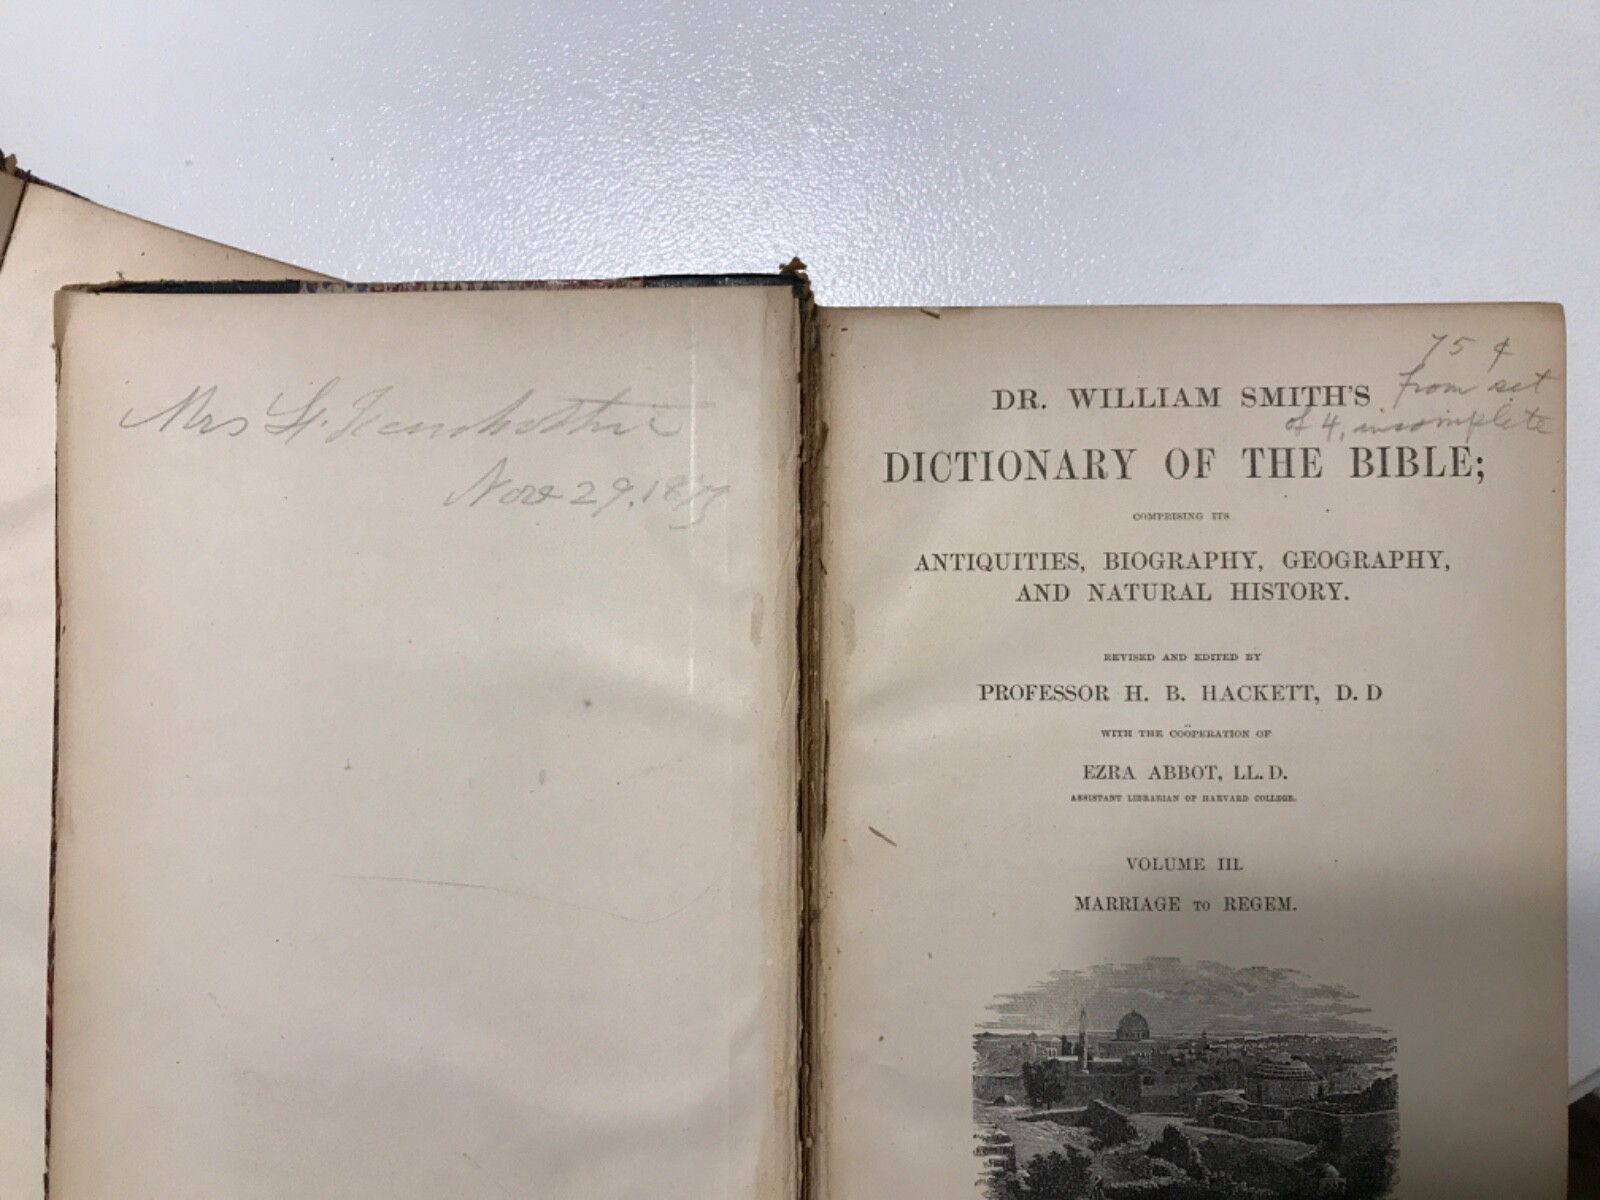 Mrs
Nov 29, 18
75 ¢
from set
of 4, incomplete
DR. WILLIAM SMITH'S
DICTIONARY OF THE BIBLE;
COMPRISING ITS
ANTIQUITIES, BIOGRAPHY, GEOGRAPHY,
AND NATURAL HISTORY.
REVISED AND EDITED BY
PROFESSOR H. B. HACKETT, D. D
WITH THE COÖPERATION OF
EZRA ABBOT, LL. D.
ASSISTANT LIBRARIAN OF HARVARD COLLEGE.
VOLUME III.
MARRIAGE TO REGEM.